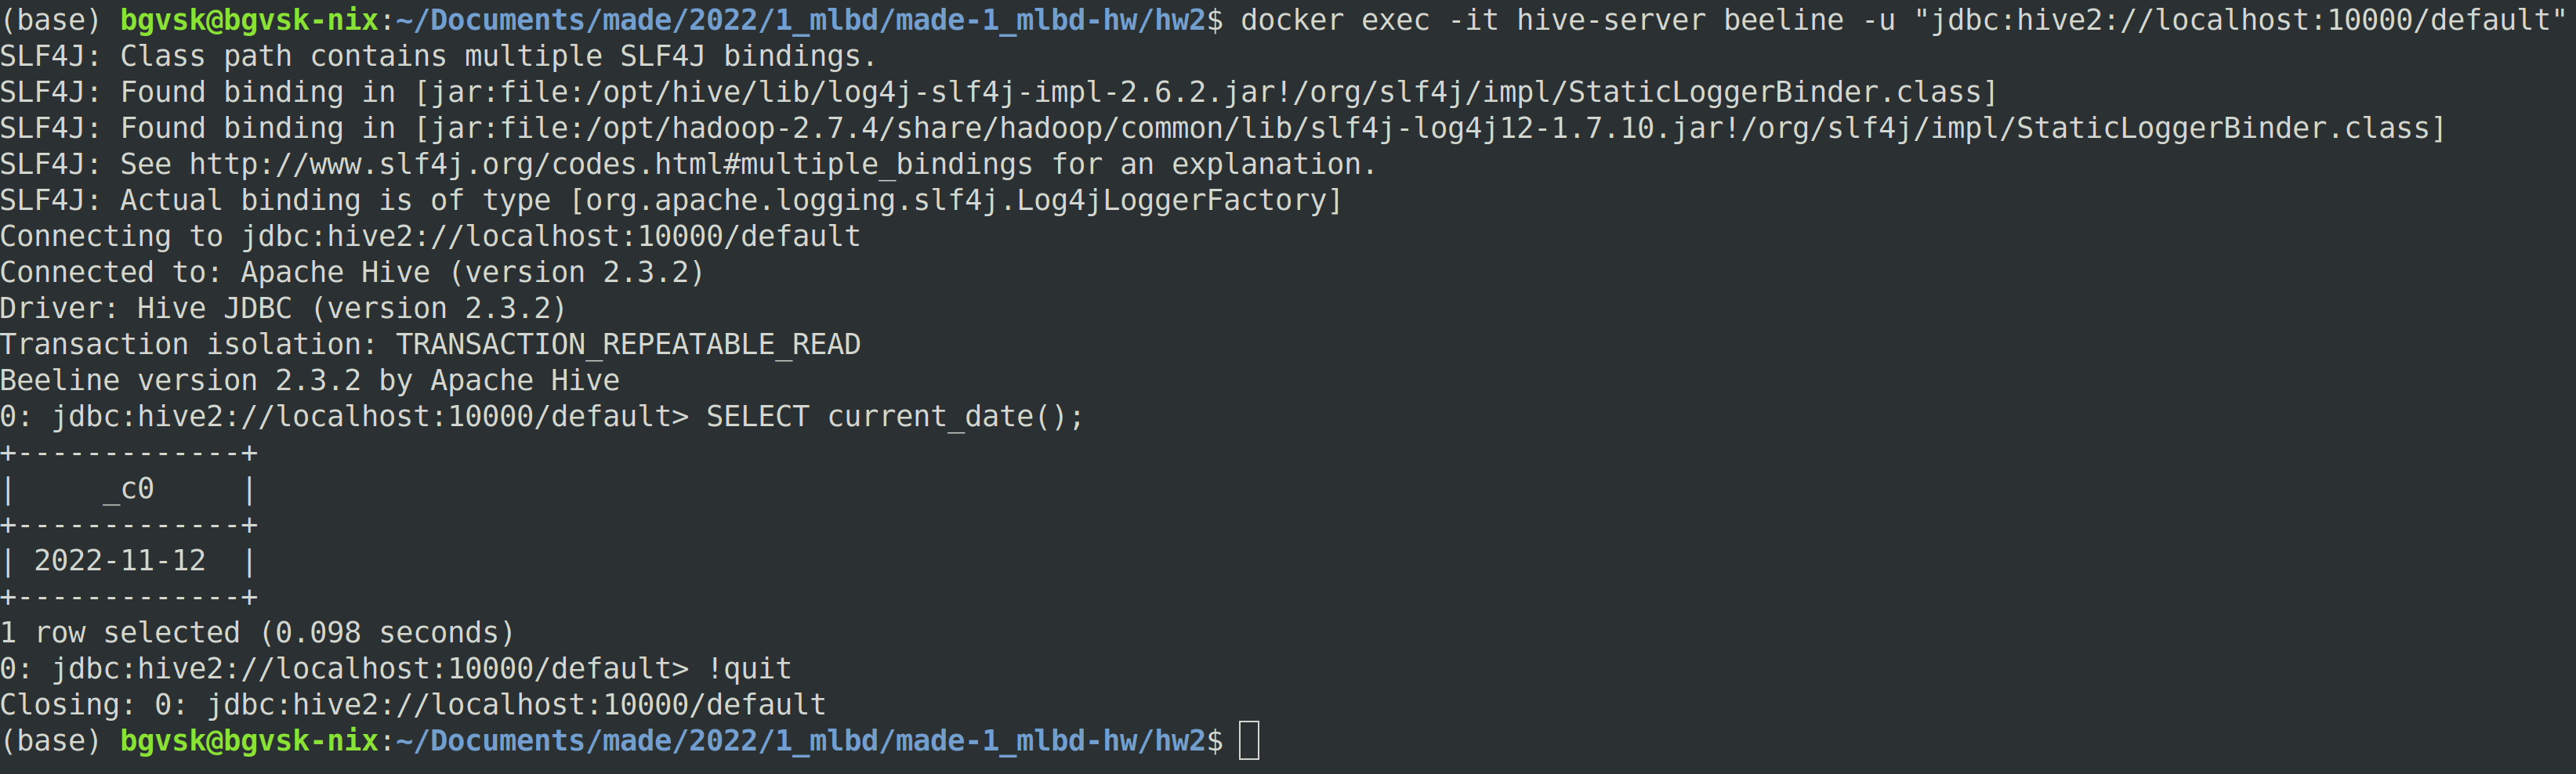 (base) bgvsk@bgvsk-nix:~/Documents/made/2022/1_mlbd/made-1_mlbd-hw/hw2$ docker exec -it hive-server beeline -u "jdbc:hive2://localhost:10000/default"
SLF4J: Class path contains multiple SLF4J bindings.
SLF4J: Found binding in [jar:file:/opt/hive/lib/log4j-slf4j-impl-2.6.2.jar!/org/slf4j/impl/StaticLoggerBinder.class]
SLF4J: Found binding in [jar:file:/opt/hadoop-2.7.4/share/hadoop/common/lib/slf4j-log4j12-1.7.10.jar!/org/slf4j/impl/StaticLoggerBinder.class]
SLF4J: See http://www.slf4j.org/codes.html#multiple_bindings for an explanation.
SLF4J: Actual binding is of type [org.apache.logging.slf4j.Log4jLoggerFactory]
Connecting to jdbc:hive2://localhost:10000/default
Connected to: Apache Hive (version 2.3.2)
Driver: Hive JDBC (version 2.3.2)
Transaction isolation: TRANSACTION_REPEATABLE_READ
Beeline version 2.3.2 by Apache Hive
0: jdbc:hive2://localhost:10000/default> SELECT current_date();
+-------------+
|     _c0     |
+-------------+
| 2022-11-12  |
+-------------+
1 row selected (0.098 seconds)
0: jdbc:hive2://localhost:10000/default> !quit
Closing: 0: jdbc:hive2://localhost:10000/default
(base) bgvsk@bgvsk-nix:~/Documents/made/2022/1_mlbd/made-1_mlbd-hw/hw2$